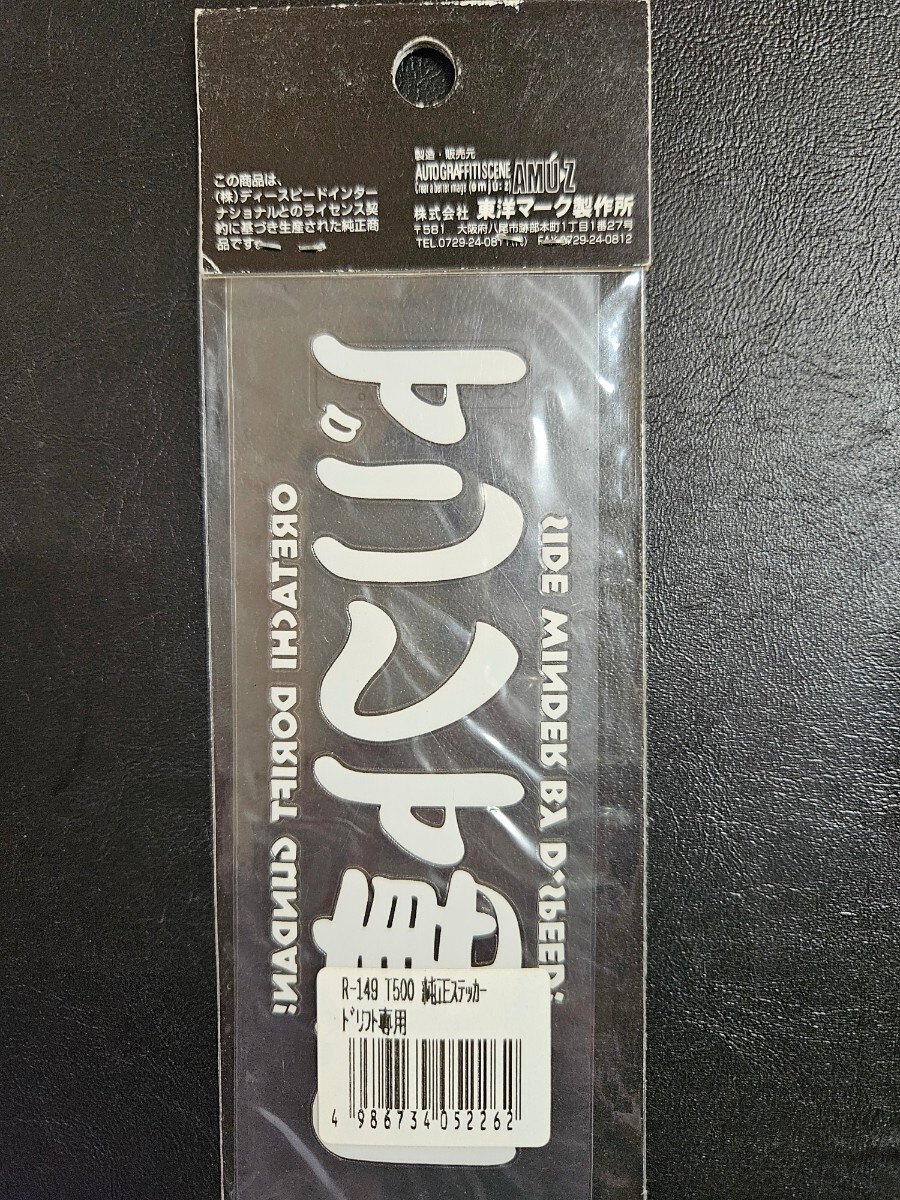 この商品は、
(株)ディースピードインター
ナショナルとのライセンス契
約に基づき生産された純正商
品です。
製造・販売元
AUTOGRAFFITISCENE
AMÚ·Z
株式会社 東洋マーク製作所
〒581 大阪府八尾市跡部本町1丁目1番27号
TEL.0729-24-0811 FAX.0729-24-0812
SIDE MINDER BY D·SPEED!
ドリフト専
ORETACHI DORIFT GUNDAN!
R-149 T500 純正ステッカー
ドリフト専用
4 986734 052262